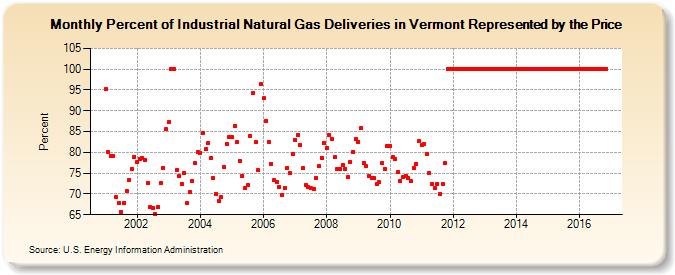 Monthly Percent of Industrial Natural Gas Deliveries in Vermont Represented by the Price
Percent
105
100
95
90
85
80
75
70
65
2002 2004 2006 2008 2010 2012 2014 2016
Source: U.S. Energy Information Administration